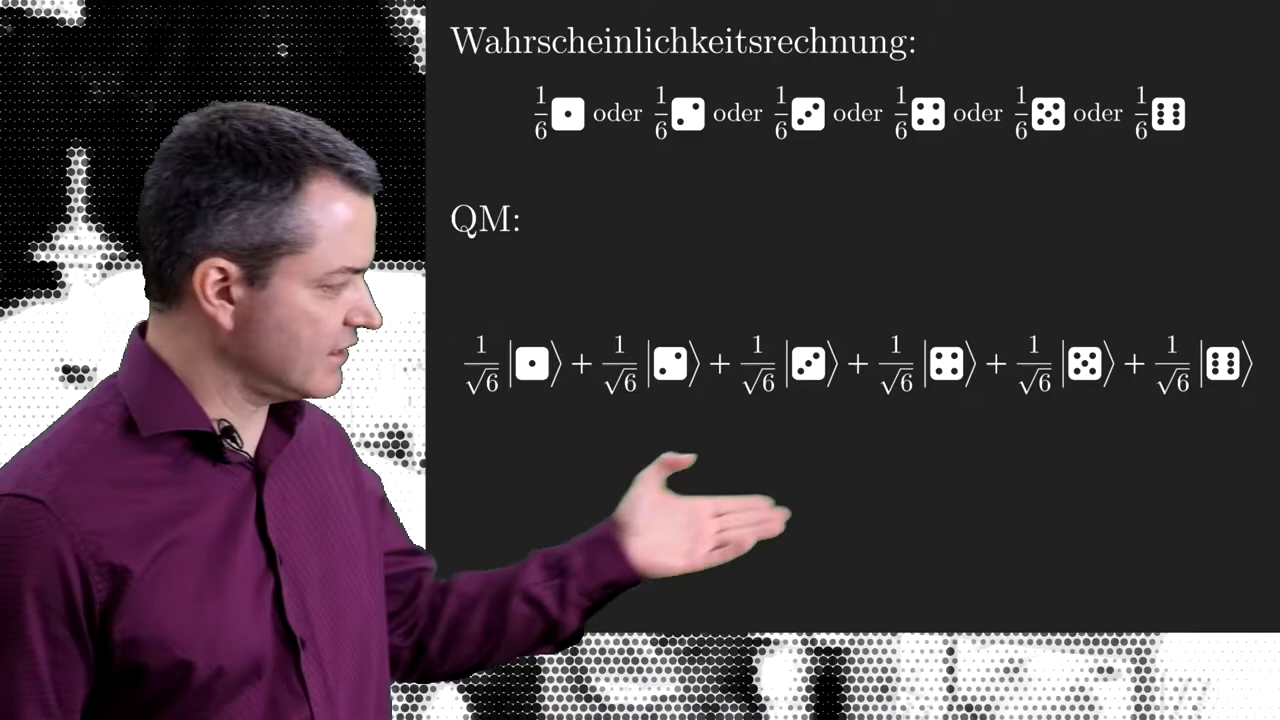 Wahrscheinlichkeitsrechnung:
1/6 ⚀ oder 1/6 ⚁ oder 1/6 ⚂ oder 1/6 ⚃ oder 1/6 ⚄ oder 1/6 ⚅
QM:
1/√6 |⚀⟩ + 1/√6 |⚁⟩ + 1/√6 |⚂⟩ + 1/√6 |⚃⟩ + 1/√6 |⚄⟩ + 1/√6 |⚅⟩